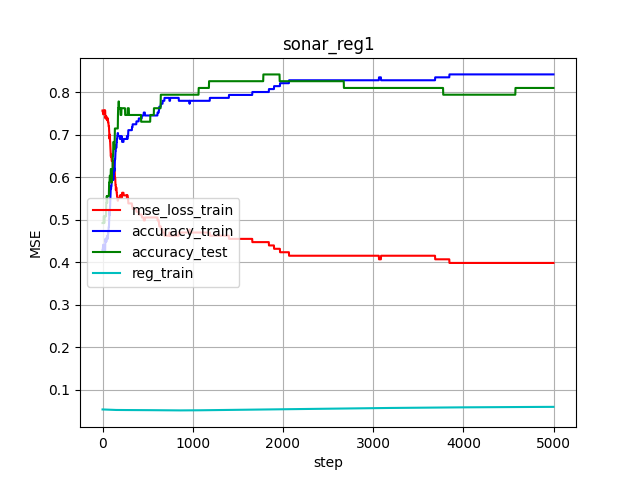 sonar_reg1
MSE
0.8
0.7
0.6
0.5
0.4
0.3
0.2
0.1
mse_loss_train
accuracy_train
accuracy_test
reg_train
0
1000
2000
3000
4000
5000
step